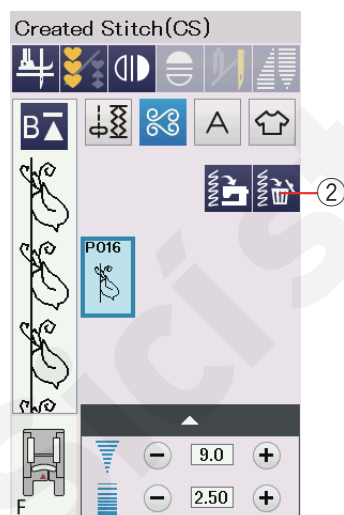 Created Stitch(CS)
B
A
②
P016
9.0
F
2.50